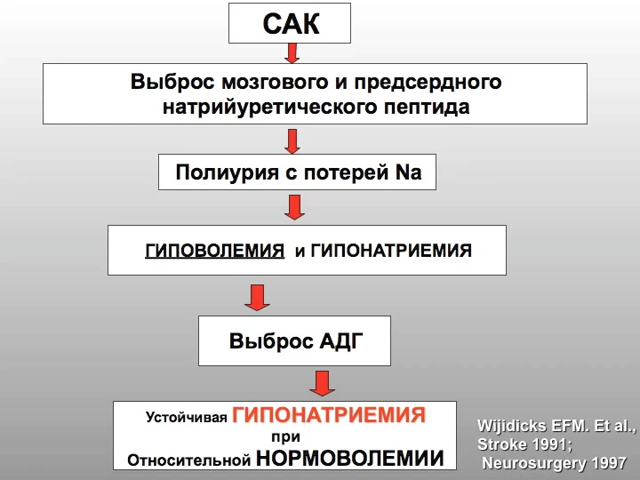 САК
Выброс мозгового и предсердного
натрийуретического пептида
Полиурия с потерей Na
ГИПОВОЛЕМИЯ и ГИПОНАТРИЕМИЯ
Выброс АДГ
Устойчивая ГИПОНАТРИЕМИЯ
при
Относительной НОРМОВОЛЕМИИ
Wijidicks EFM. Et al.,
Stroke 1991;
Neurosurgery 1997